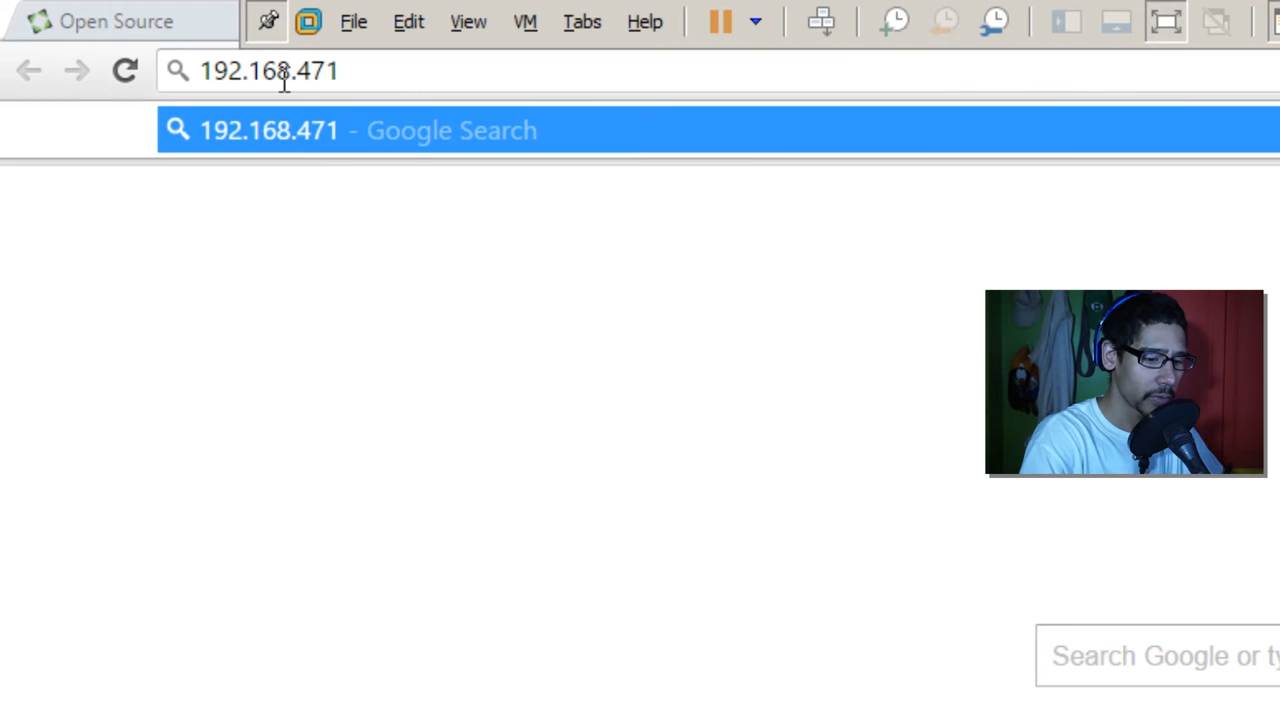 Open Source
File Edit View VM Tabs Help
192.168.471
192.168.471 - Google Search
Search Google or ty